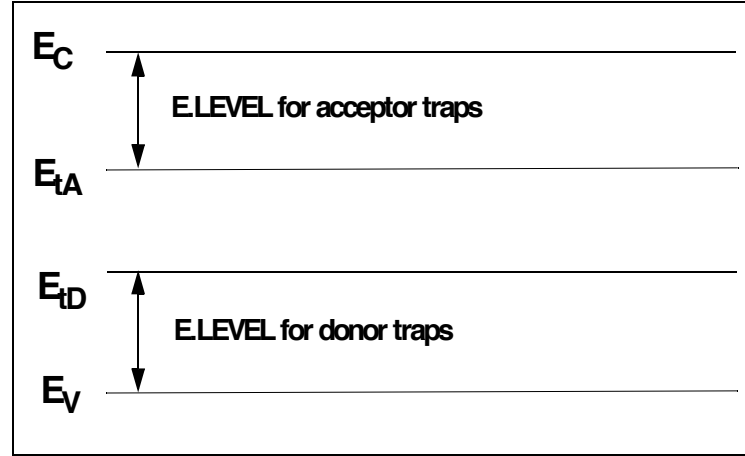 E_C
E.LEVEL for acceptor traps
E_tA
E_tD
E.LEVEL for donor traps
E_V